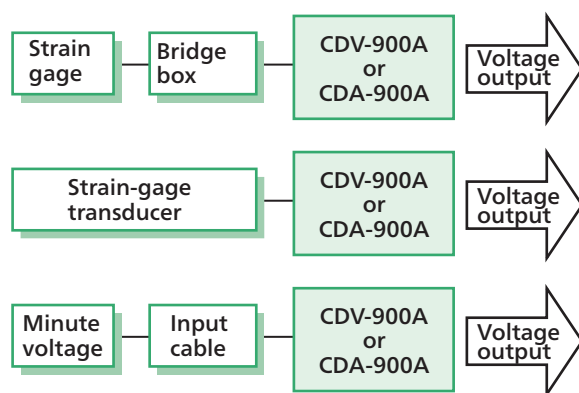 Strain
gage
Bridge
box
CDV-900A
or
CDA-900A
Voltage
output
Strain-gage
transducer
CDV-900A
or
CDA-900A
Voltage
output
Minute
voltage
Input
cable
CDV-900A
or
CDA-900A
Voltage
output